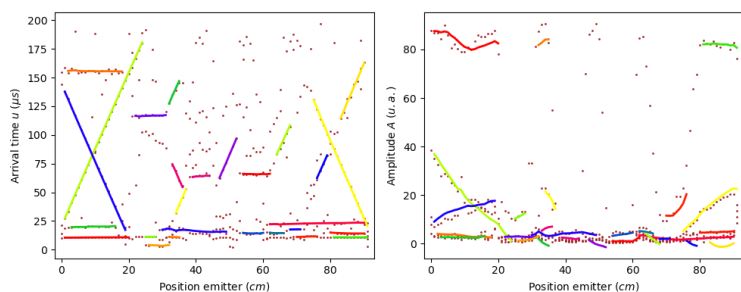 200
175
150
125
100
75
50
25
0
Arrival time u (μs)
0 20 40 60 80
Position emitter (cm)
80
60
40
20
0
Amplitude A (u. a.)
0 20 40 60 80
Position emitter (cm)